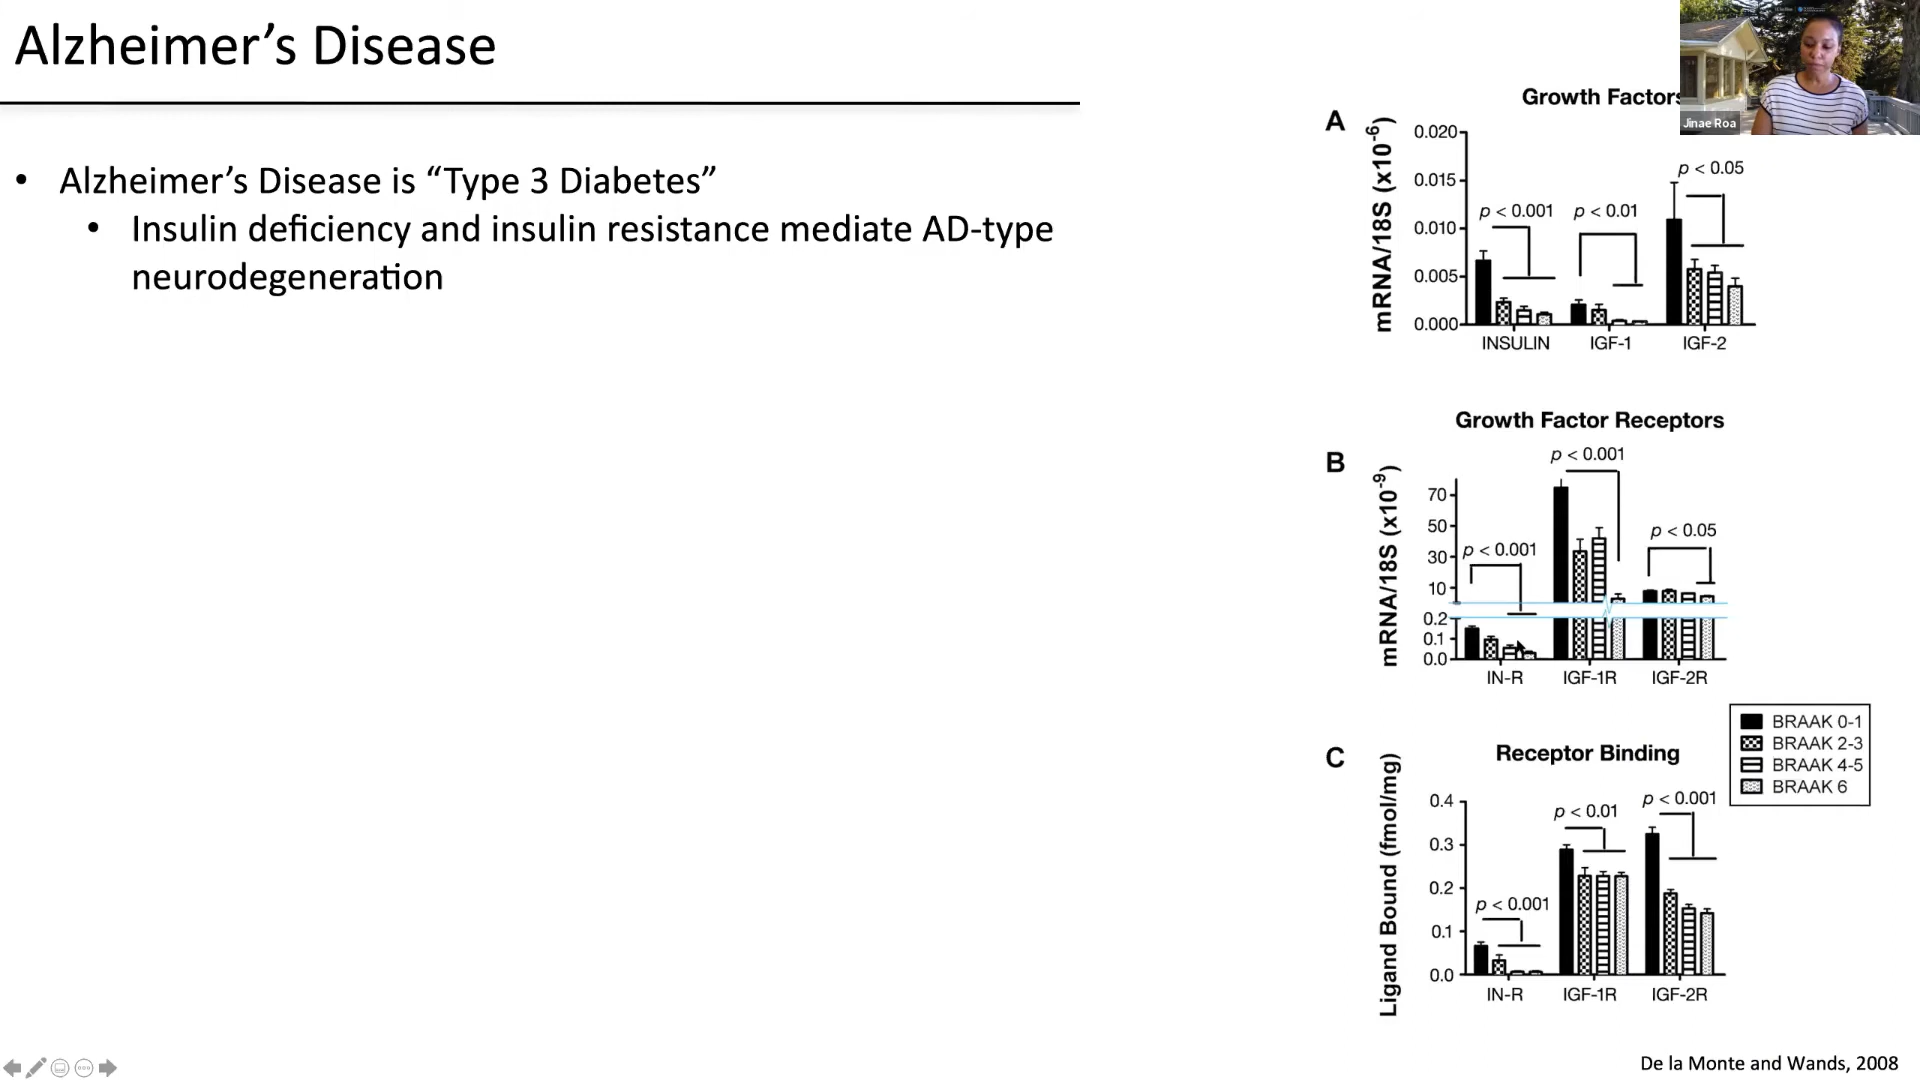 Alzheimer’s Disease
• Alzheimer’s Disease is “Type 3 Diabetes”
• Insulin deficiency and insulin resistance mediate AD-type
neurodegeneration
Jinae Roa
Growth Factors
A
mRNA/18S (x10-6)
0.020
0.015
0.010
0.005
0.000
p < 0.001
p < 0.01
p < 0.05
INSULIN
IGF-1
IGF-2
Growth Factor Receptors
B
mRNA/18S (x10-9)
70
50
30
10
0.2
0.1
0.0
p < 0.001
p < 0.001
p < 0.05
IN-R
IGF-1R
IGF-2R
BRAAK 0-1
BRAAK 2-3
BRAAK 4-5
BRAAK 6
Receptor Binding
C
Ligand Bound (fmol/mg)
0.4
0.3
0.2
0.1
0.0
p < 0.001
p < 0.01
p < 0.001
IN-R
IGF-1R
IGF-2R
De la Monte and Wands, 2008